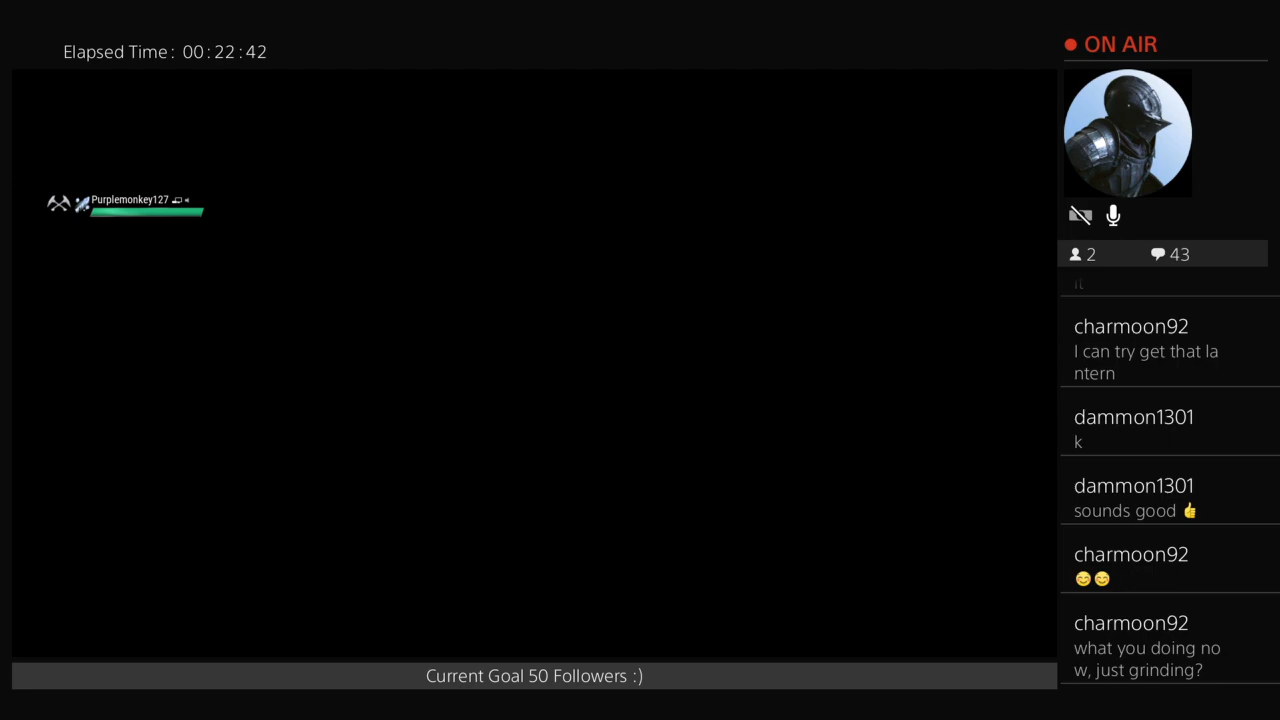 Elapsed Time: 00:22:42
ON AIR
Purplemonkey127
2
43
it
charmoon92
I can try get that la
ntern
dammon1301
k
dammon1301
sounds good 👍
charmoon92
😊😊
charmoon92
what you doing no
w, just grinding?
Current Goal 50 Followers :)